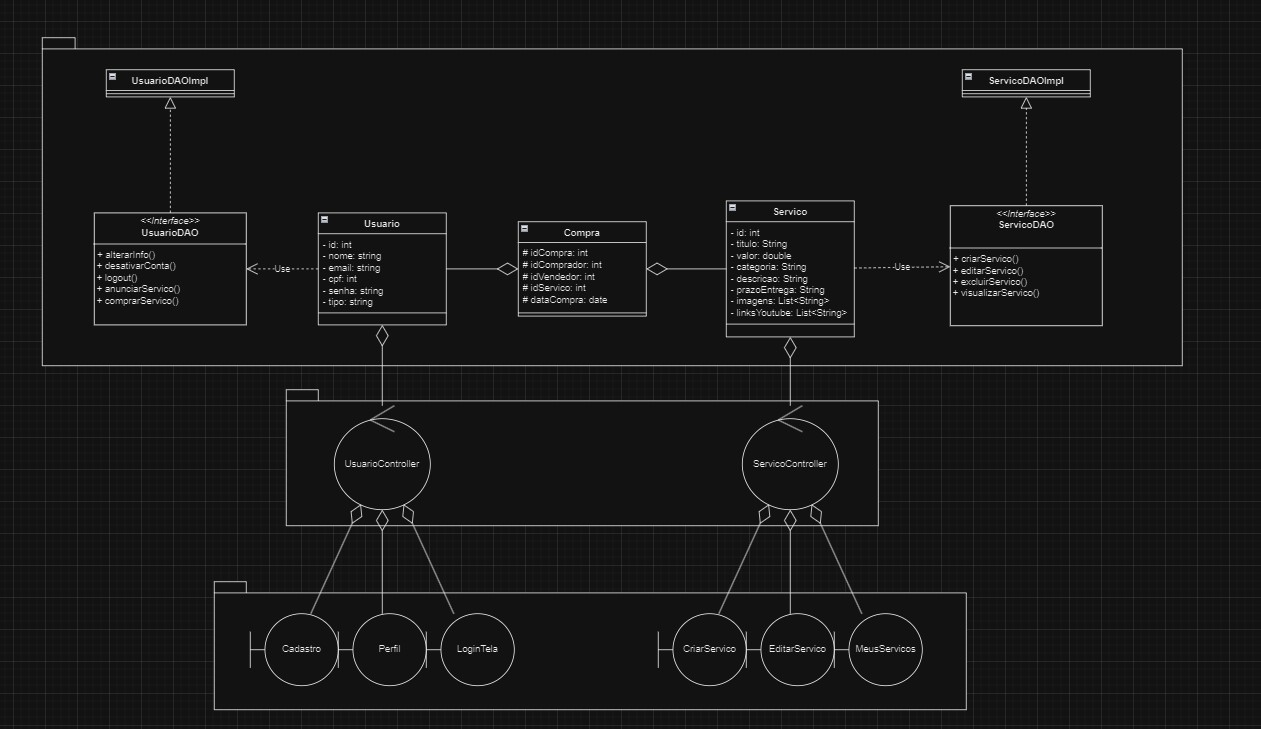 UsuarioDAOImpl
ServicoDAOImpl
<<Interface>>
UsuarioDAO
+ alterarInfo()
+ desativarConta()
+ logout()
+ anunciarServico()
+ comprarServico()
Use
Usuario
- id: int
- nome: string
- email: string
- cpf: int
- senha: string
- tipo: string
Compra
# idCompra: int
# idComprador: int
# idVendedor: int
# idServico: int
# dataCompra: date
Servico
- id: int
- titulo: String
- valor: double
- categoria: String
- descricao: String
- prazoEntrega: String
- imagens: List<String>
- linksYoutube: List<String>
Use
<<Interface>>
ServicoDAO
+ criarServico()
+ editarServico()
+ excluirServico()
+ visualizarServico()
UsuarioController
ServicoController
Cadastro
Perfil
LoginTela
CriarServico
EditarServico
MeusServicos